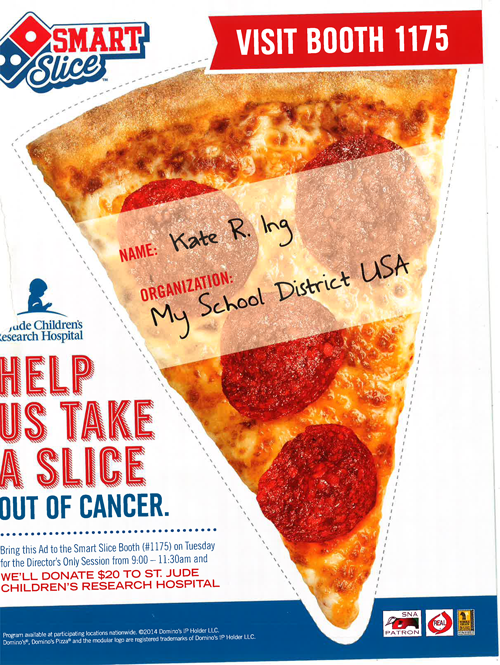 SMART
Slice
VISIT BOOTH 1175
NAME: Kate R. Ing
ORGANIZATION:
My School District USA
Jude Children's
Research Hospital
HELP
US TAKE
A SLICE
OUT OF CANCER.
Bring this Ad to the Smart Slice Booth (#1175) on Tuesday
for the Director's Only Session from 9:00 – 11:30am and
WE'LL DONATE $20 TO ST. JUDE
CHILDREN'S RESEARCH HOSPITAL
Program available at participating locations nationwide. ©2014 Domino's IP Holder LLC.
Domino's®, Domino's Pizza® and the modular logo are registered trademarks of Domino's IP Holder LLC.
SNA
PATRON
REAL